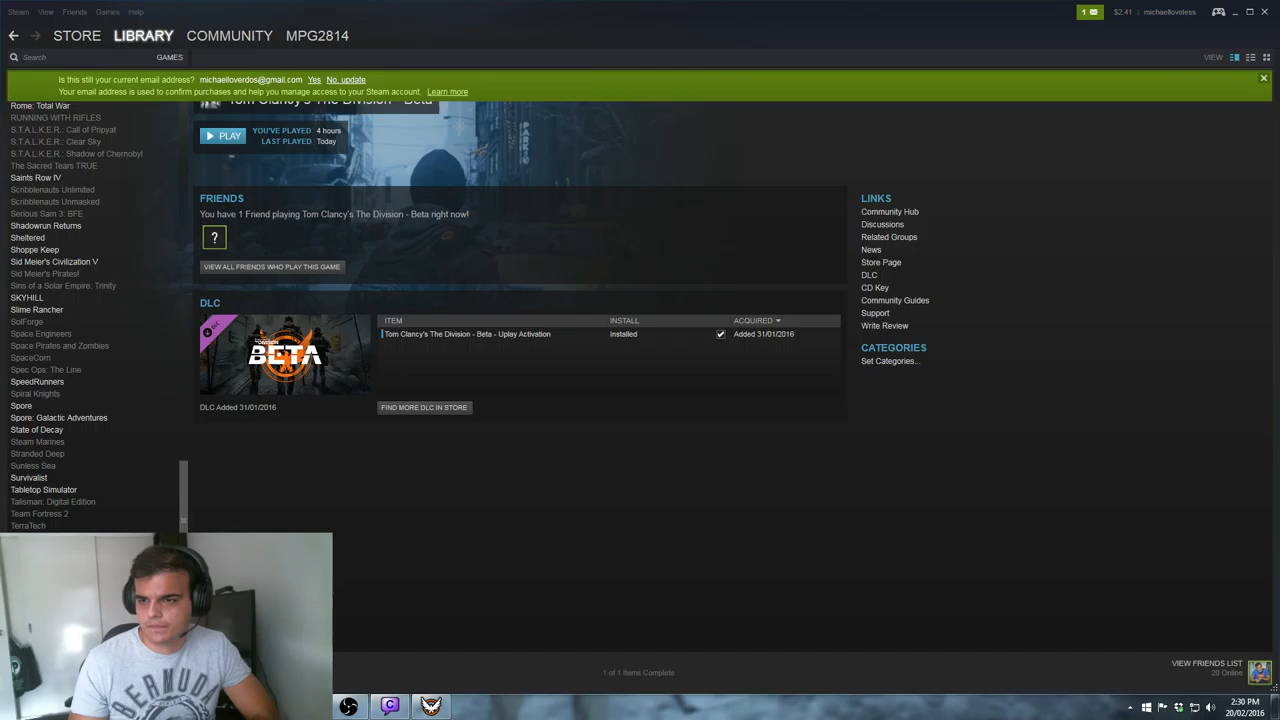 Steam View Friends Games Help
1 $2.41 michaelloveless
STORE LIBRARY COMMUNITY MPG2814
Search GAMES VIEW
Is this still your current email address? michaelloverdos@gmail.com Yes No, update
Your email address is used to confirm purchases and help you manage access to your Steam account. Learn more
Tom Clancy's The Division - Beta
PLAY
YOU'VE PLAYED 4 hours
LAST PLAYED Today
Rome: Total War
RUNNING WITH RIFLES
S.T.A.L.K.E.R.: Call of Pripyat
S.T.A.L.K.E.R.: Clear Sky
S.T.A.L.K.E.R.: Shadow of Chernobyl
The Sacred Tears TRUE
Saints Row IV
Scribblenauts Unlimited
Scribblenauts Unmasked
Serious Sam 3: BFE
Shadowrun Returns
Sheltered
Shoppe Keep
Sid Meier's Civilization V
Sid Meier's Pirates!
Sins of a Solar Empire: Trinity
SKYHILL
Slime Rancher
SolForge
Space Engineers
Space Pirates and Zombies
SpaceCorn
Spec Ops: The Line
SpeedRunners
Spiral Knights
Spore
Spore: Galactic Adventures
State of Decay
Steam Marines
Stranded Deep
Sunless Sea
Survivalist
Tabletop Simulator
Talisman: Digital Edition
Team Fortress 2
TerraTech
PARK
FRIENDS
You have 1 Friend playing Tom Clancy's The Division - Beta right now!
?
VIEW ALL FRIENDS WHO PLAY THIS GAME
DLC
DLC
BETA
DLC Added 31/01/2016
ITEM INSTALL ACQUIRED
Tom Clancy's The Division - Beta - Uplay Activation Installed Added 31/01/2016
FIND MORE DLC IN STORE
LINKS
Community Hub
Discussions
Related Groups
News
Store Page
DLC
CD Key
Community Guides
Support
Write Review
CATEGORIES
Set Categories...
1 of 1 Items Complete
VIEW FRIENDS LIST
20 Online
2:30 PM
20/02/2016